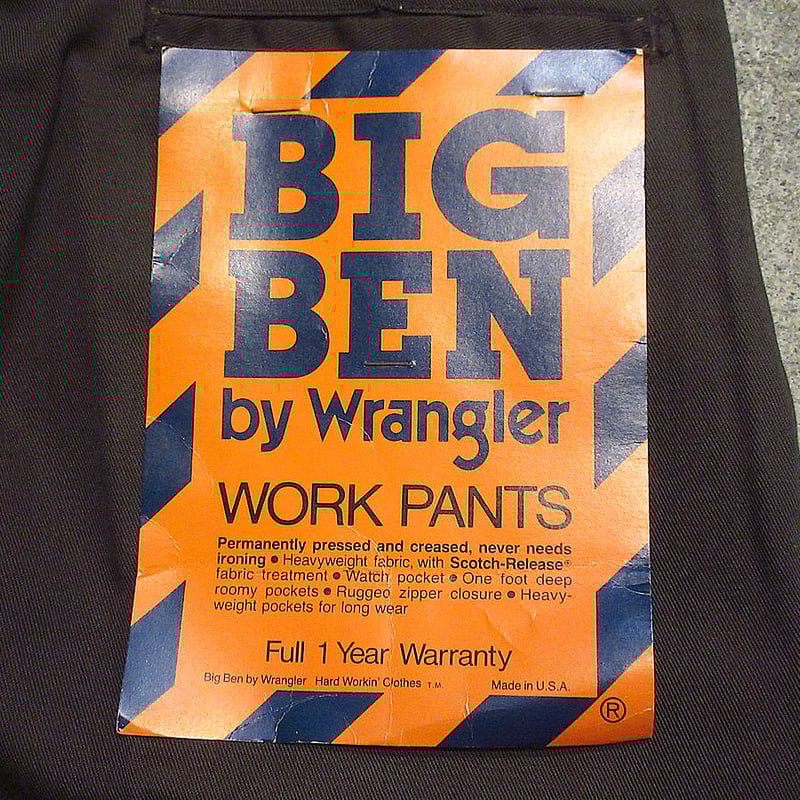 BIG
BEN
by Wrangler
WORK PANTS
Permanently pressed and creased, never needs
ironing • Heavyweight fabric, with Scotch-Release®
fabric treatment • Watch pocket • One foot deep
roomy pockets • Rugged zipper closure • Heavy-
weight pockets for long wear
Full 1 Year Warranty
Big Ben by Wrangler Hard Workin' Clothes T.M. Made in U.S.A.
®